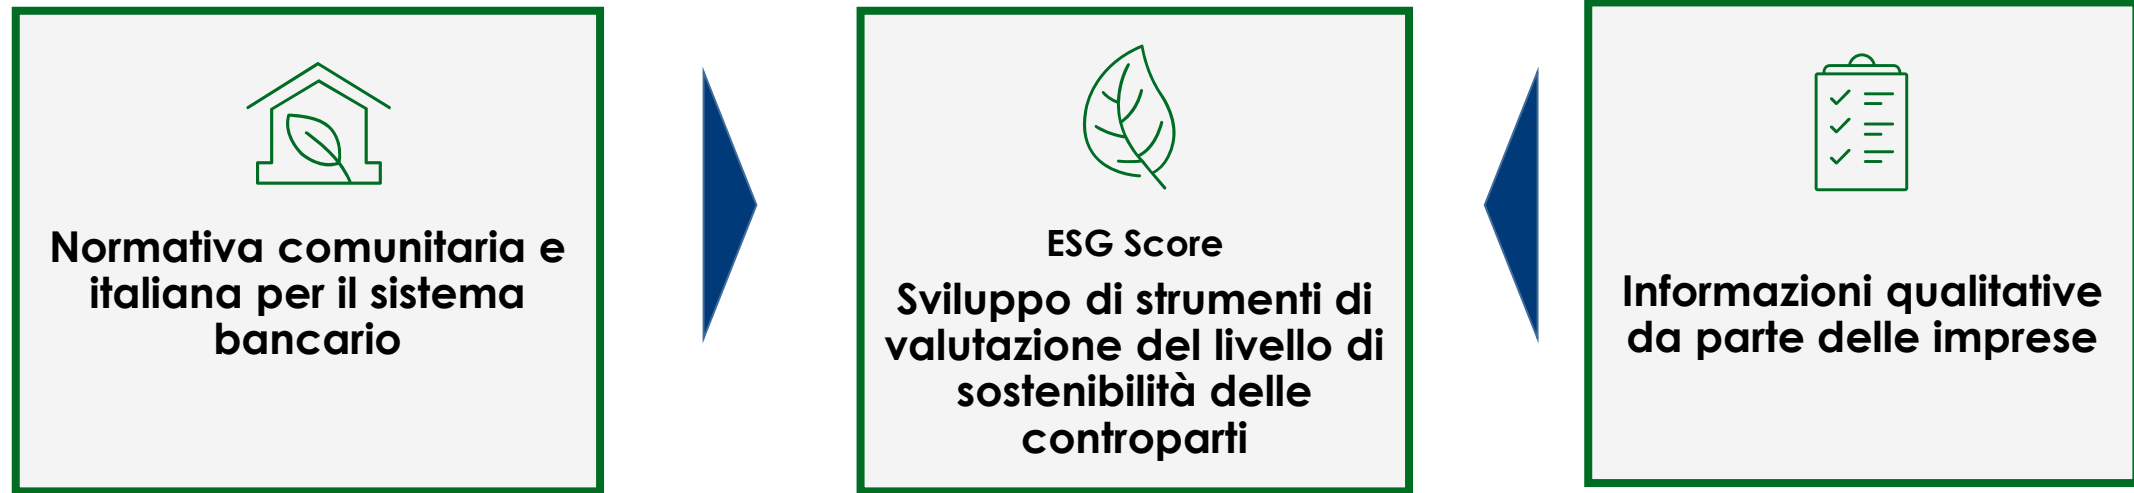 Normativa comunitaria e
italiana per il sistema
bancario
ESG Score
Sviluppo di strumenti di
valutazione del livello di
sostenibilità delle
controparti
Informazioni qualitative
da parte delle imprese